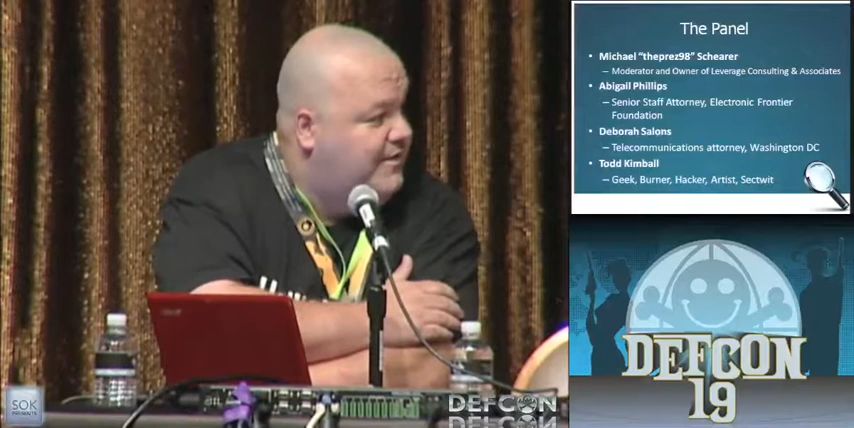 The Panel
• Michael "theprez98" Schearer
– Moderator and Owner of Leverage Consulting & Associates
• Abigail Phillips
– Senior Staff Attorney, Electronic Frontier
Foundation
• Deborah Salons
– Telecommunications attorney, Washington DC
• Todd Kimball
– Geek, Burner, Hacker, Artist, Sectwit
DEFCON
19
SOK
DEFCON